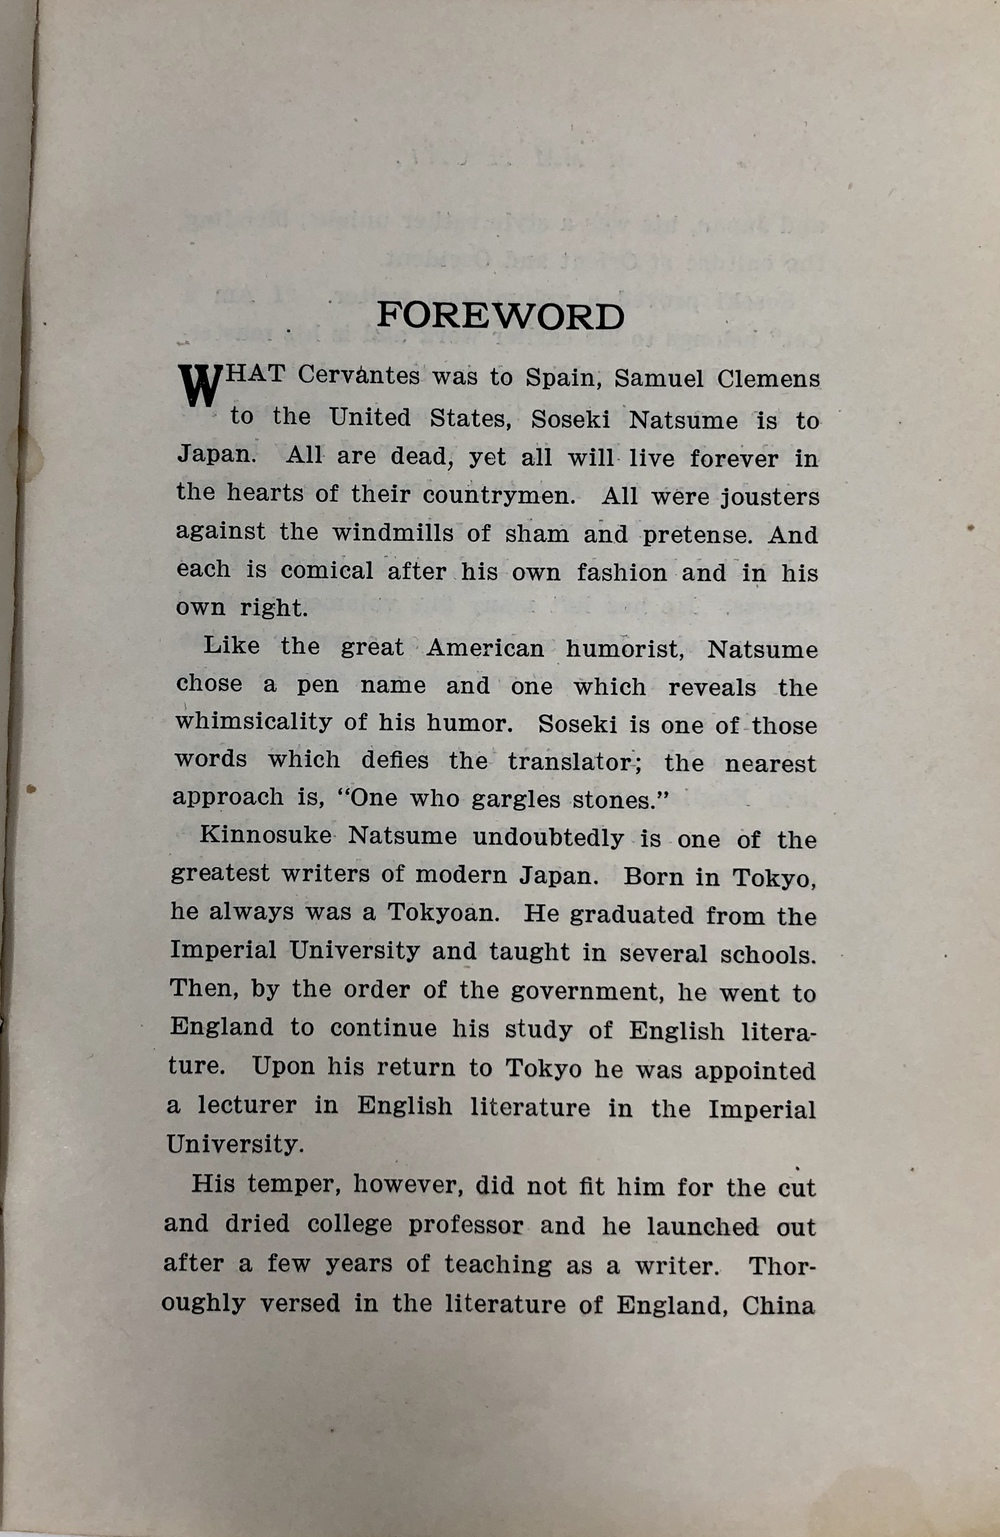 FOREWORD
WHAT Cervantes was to Spain, Samuel Clemens
to the United States, Soseki Natsume is to
Japan. All are dead, yet all will live forever in
the hearts of their countrymen. All were jousters
against the windmills of sham and pretense. And
each is comical after his own fashion and in his
own right.
Like the great American humorist, Natsume
chose a pen name and one which reveals the
whimsicality of his humor. Soseki is one of those
words which defies the translator; the nearest
approach is, “One who gargles stones.”
Kinnosuke Natsume undoubtedly is one of the
greatest writers of modern Japan. Born in Tokyo,
he always was a Tokyoan. He graduated from the
Imperial University and taught in several schools.
Then, by the order of the government, he went to
England to continue his study of English litera-
ture. Upon his return to Tokyo he was appointed
a lecturer in English literature in the Imperial
University.
His temper, however, did not fit him for the cut
and dried college professor and he launched out
after a few years of teaching as a writer. Thor-
oughly versed in the literature of England, China